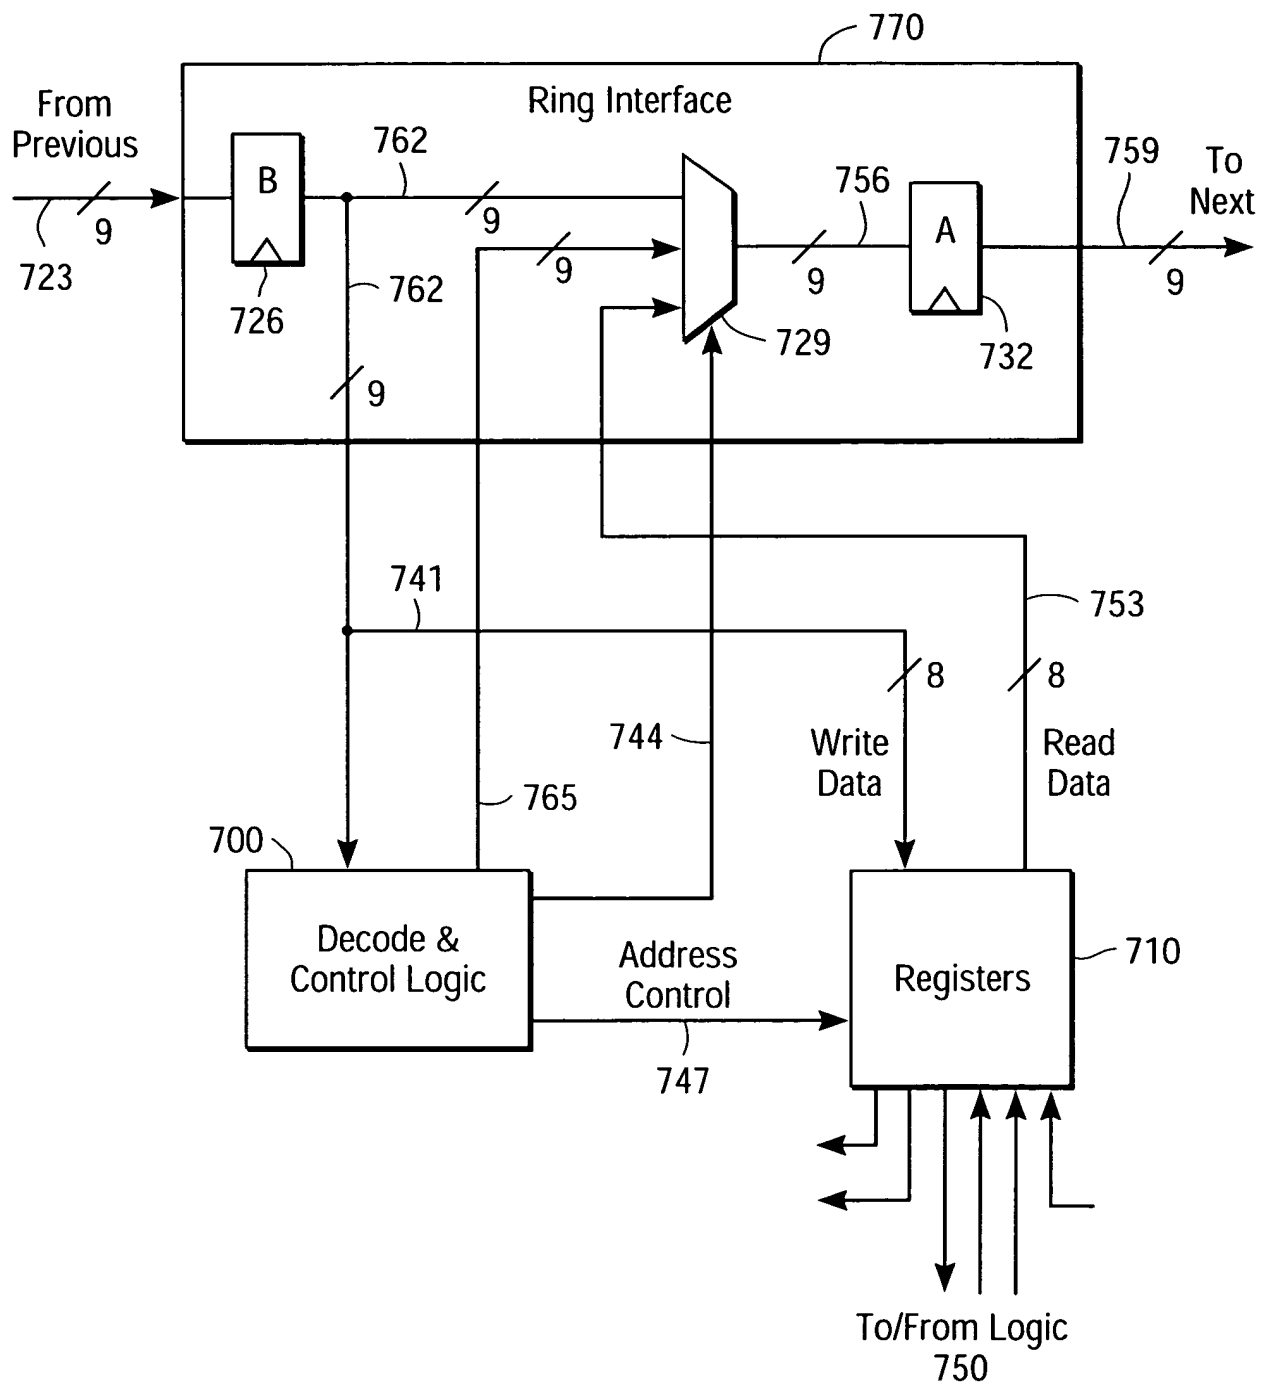 770
Ring Interface
From
Previous
9
723
B
726
762
9
762
9
9
729
756
9
A
732
759
To
Next
9
741
753
8
8
744
Write
Data
Read
Data
765
700
Decode &
Control Logic
Address
Control
747
Registers
710
To/From Logic
750